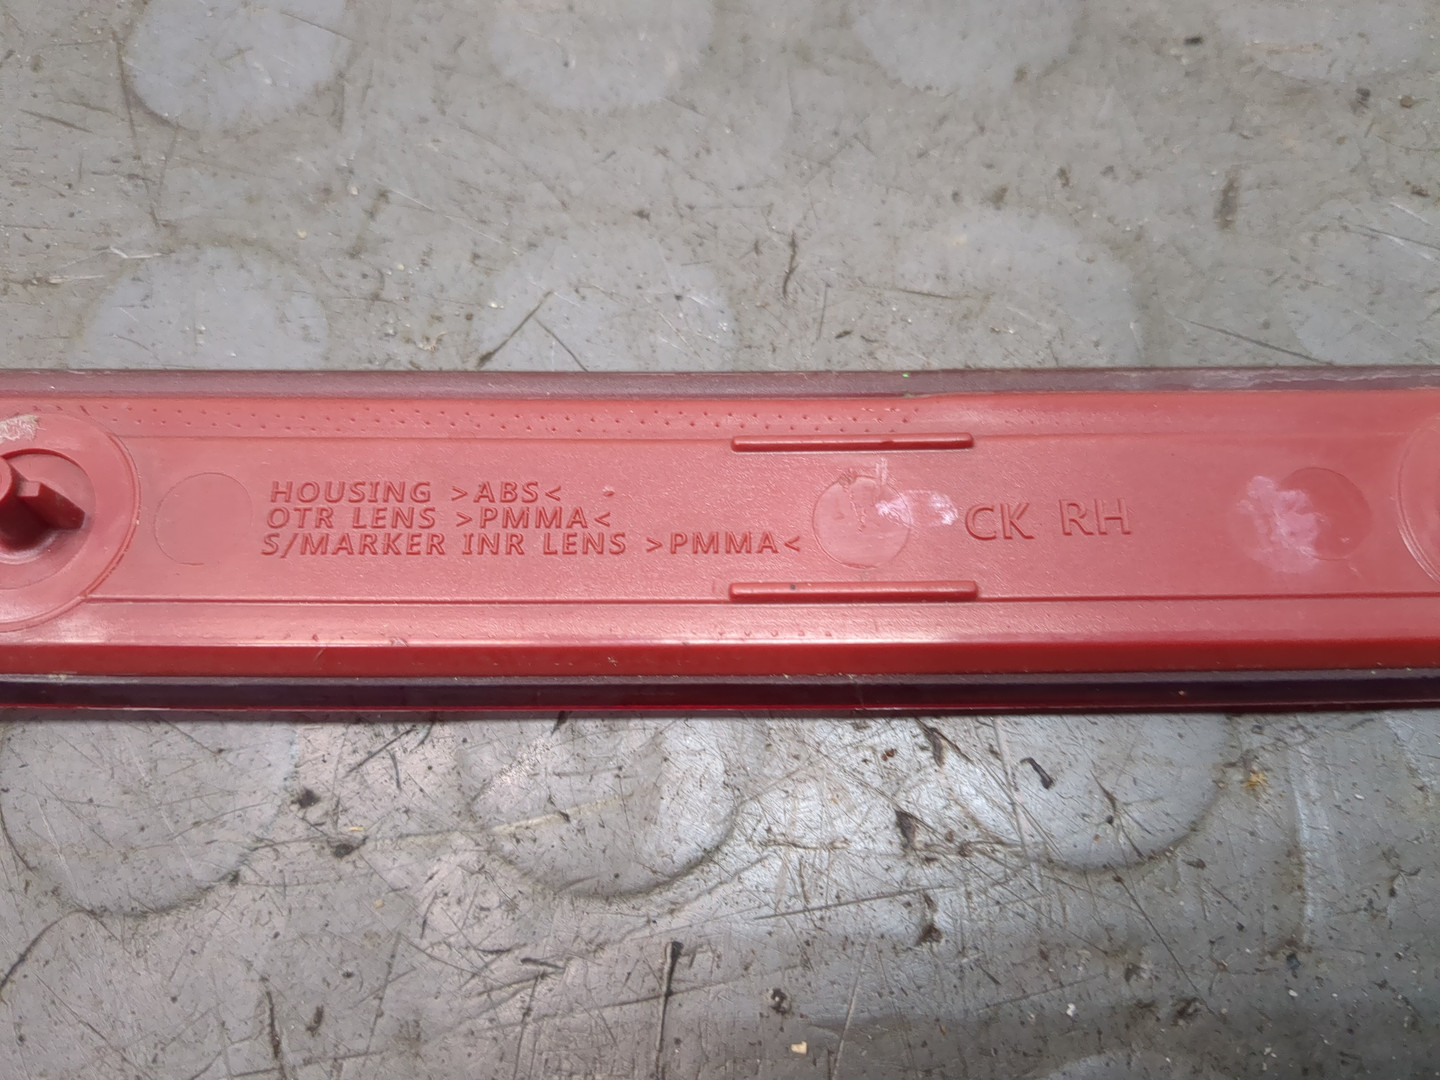 HOUSING >ABS<
OTR LENS >PMMA<
S/MARKER INR LENS >PMMA<
CK RH